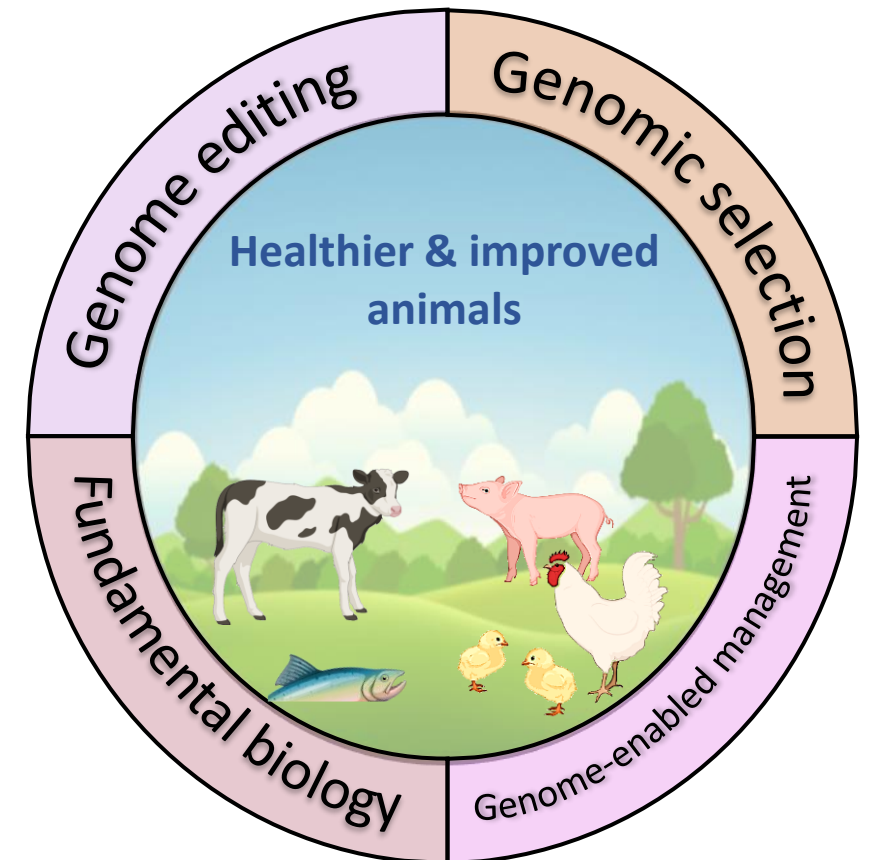 Genome editing
Genomic selection
Healthier & improved
animals
Fundamental biology
Genome-enabled management